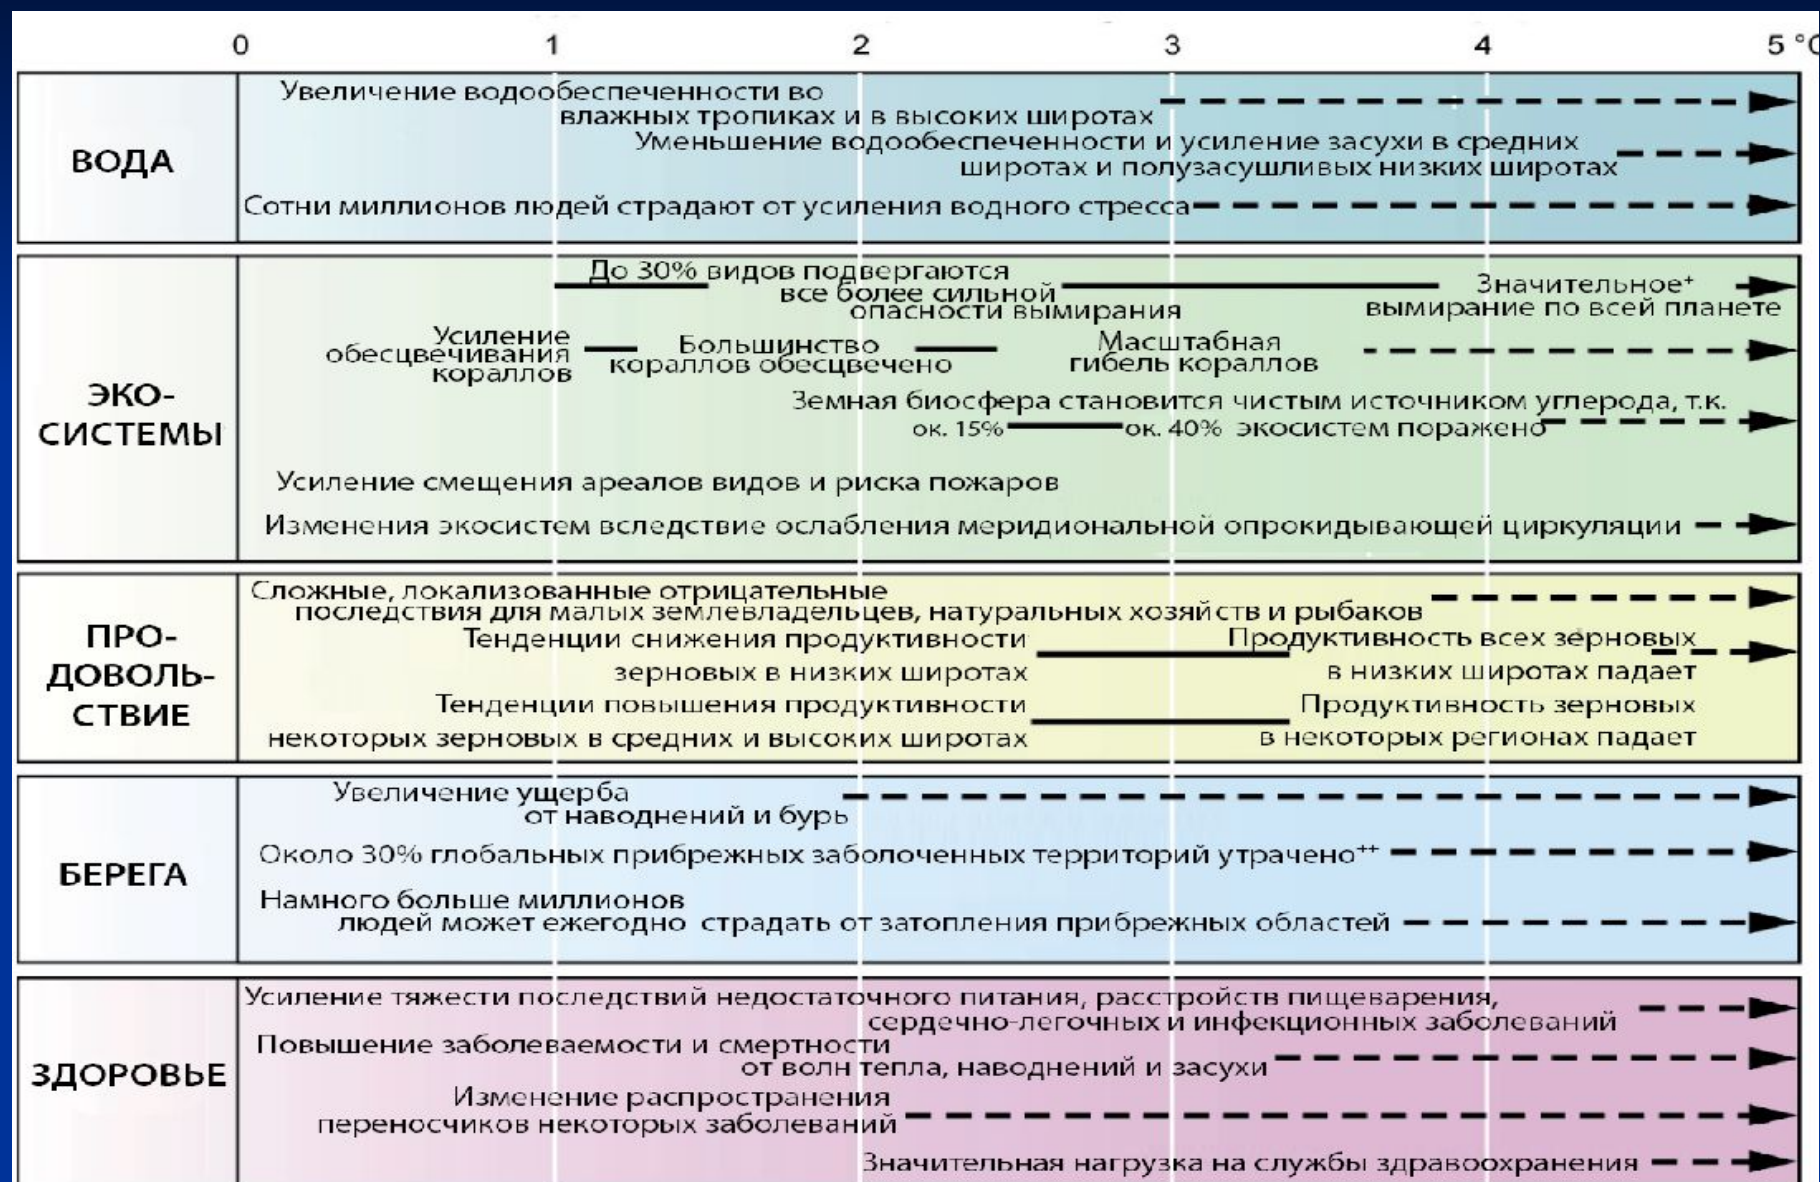 0 1 2 3 4 5 °C
ВОДА
Увеличение водообеспеченности во
влажных тропиках и в высоких широтах
Уменьшение водообеспеченности и усиление засухи в средних
широтах и полузасушливых низких широтах
Сотни миллионов людей страдают от усиления водного стресса
ЭКО-
СИСТЕМЫ
До 30% видов подвергаются
все более сильной
опасности вымирания
Значительное+
вымирание по всей планете
Усиление
обесцвечивания
кораллов
Большинство
кораллов обесцвечено
Масштабная
гибель кораллов
Земная биосфера становится чистым источником углерода, т.к.
ок. 15% ок. 40% экосистем поражено
Усиление смещения ареалов видов и риска пожаров
Изменения экосистем вследствие ослабления меридиональной опрокидывающей циркуляции
ПРО-
ДОВОЛЬ-
СТВИЕ
Сложные, локализованные отрицательные
последствия для малых землевладельцев, натуральных хозяйств и рыбаков
Тенденции снижения продуктивности
зерновых в низких широтах
Продуктивность всех зерновых
в низких широтах падает
Тенденции повышения продуктивности
некоторых зерновых в средних и высоких широтах
Продуктивность зерновых
в некоторых регионах падает
БЕРЕГА
Увеличение ущерба
от наводнений и бурь
Около 30% глобальных прибрежных заболоченных территорий утрачено++
Намного больше миллионов
людей может ежегодно страдать от затопления прибрежных областей
ЗДОРОВЬЕ
Усиление тяжести последствий недостаточного питания, расстройств пищеварения,
сердечно-легочных и инфекционных заболеваний
Повышение заболеваемости и смертности
от волн тепла, наводнений и засухи
Изменение распространения
переносчиков некоторых заболеваний
Значительная нагрузка на службы здравоохранения